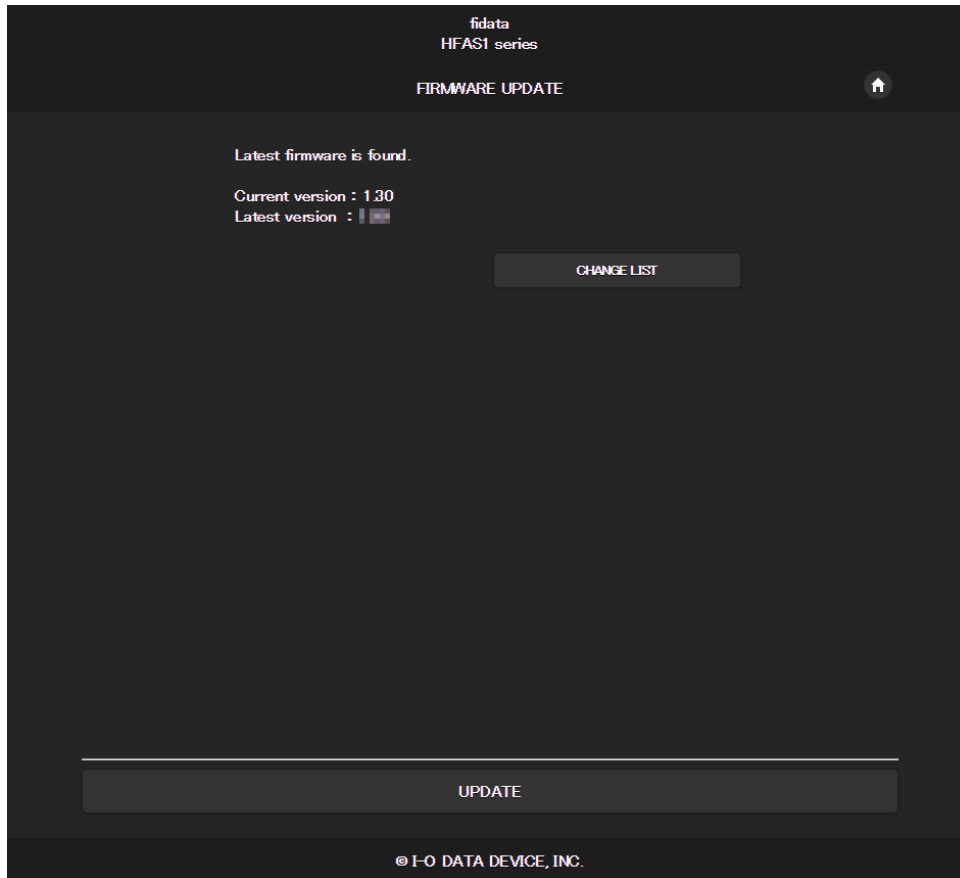 fidata
HFAS1 series
FIRMWARE UPDATE
Latest firmware is found.
Current version : 1.30
Latest version :
CHANGE LIST
UPDATE
© I-O DATA DEVICE, INC.